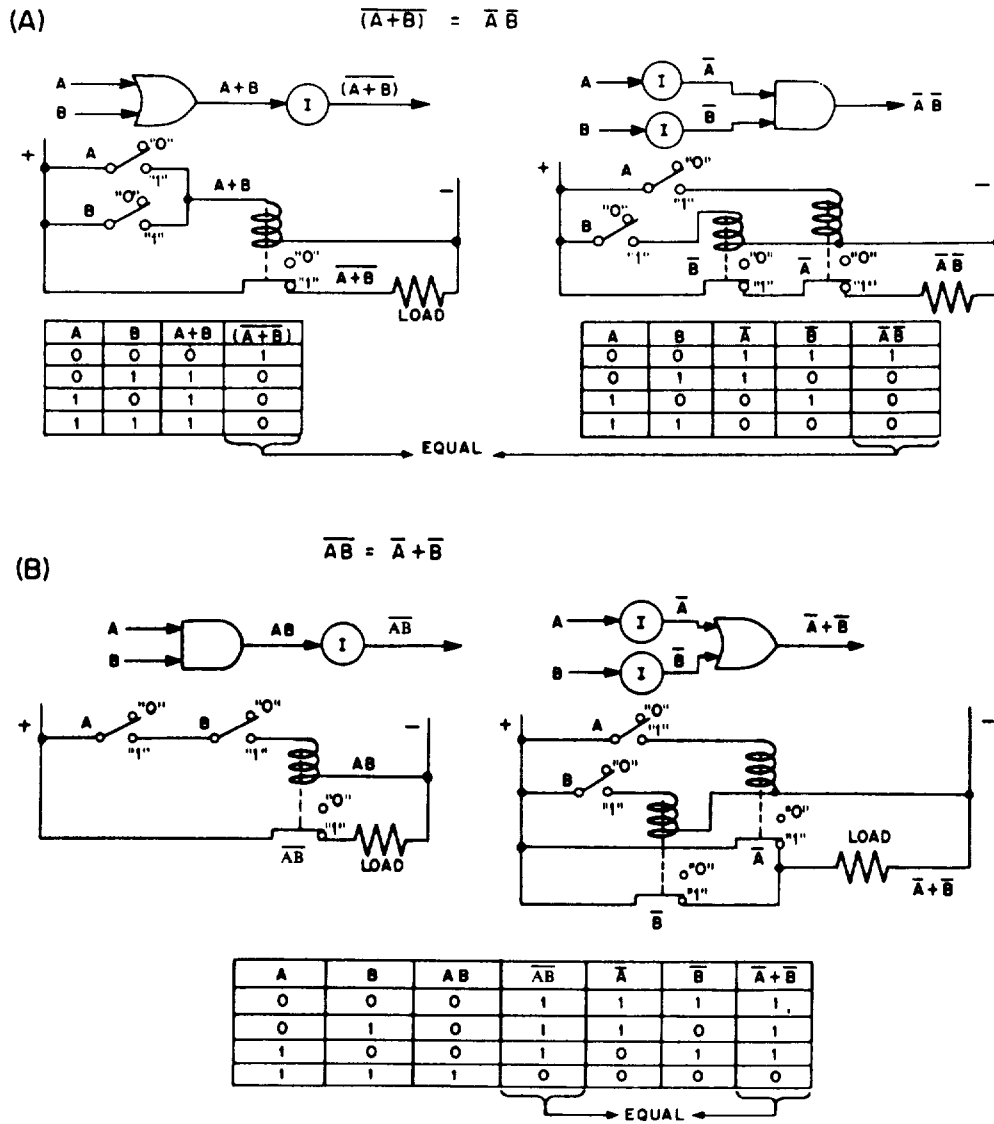 (A)
(A̅+̅B̅) = A̅ B̅
A
B
A+B
I
(A̅+̅B̅)
A
I
A̅
B
I
B̅
A̅ B̅
+
A
"0"
"1"
B
"0"
"1"
A+B
−
"0"
"1"
A̅+̅B̅
LOAD
+
A
"0"
"1"
B
"0"
"1"
−
B̅
"0"
"1"
A̅
"0"
"1"
A̅ B̅
A B A+B (A̅+̅B̅)
0 0 0 1
0 1 1 0
1 0 1 0
1 1 1 0
A B A̅ B̅ A̅ B̅
0 0 1 1 1
0 1 1 0 0
1 0 0 1 0
1 1 0 0 0
EQUAL
(B)
A̅B̅ = A̅ + B̅
A
B
AB
I
A̅B̅
A
I
A̅
B
I
B̅
A̅+B̅
+
A
"0"
"1"
B
"0"
"1"
−
AB
"0"
"1"
A̅B̅
LOAD
+
A
"0"
"1"
B
"0"
"1"
−
"0"
"1"
A̅
LOAD
A̅+B̅
"0"
"1"
B̅
A B AB A̅B̅ A̅ B̅ A̅+B̅
0 0 0 1 1 1 1
0 1 0 1 1 0 1
1 0 0 1 0 1 1
1 1 1 0 0 0 0
EQUAL